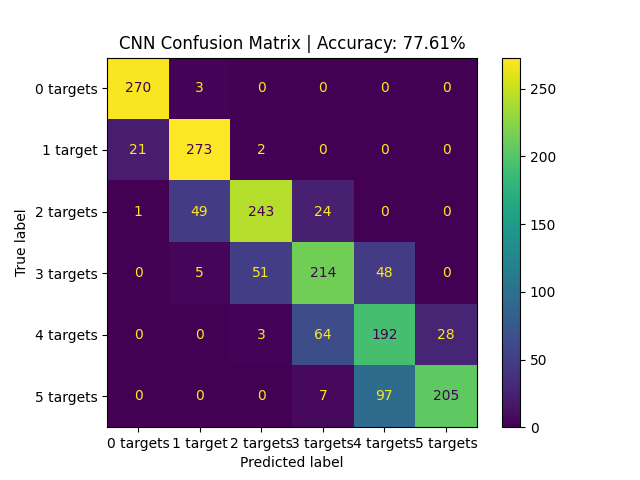 CNN Confusion Matrix | Accuracy: 77.61%
0 targets 270 3 0 0 0 0
1 target 21 273 2 0 0 0
2 targets 1 49 243 24 0 0
3 targets 0 5 51 214 48 0
4 targets 0 0 3 64 192 28
5 targets 0 0 0 7 97 205
True label
0 targets 1 target 2 targets 3 targets 4 targets 5 targets
Predicted label
250
200
150
100
50
0